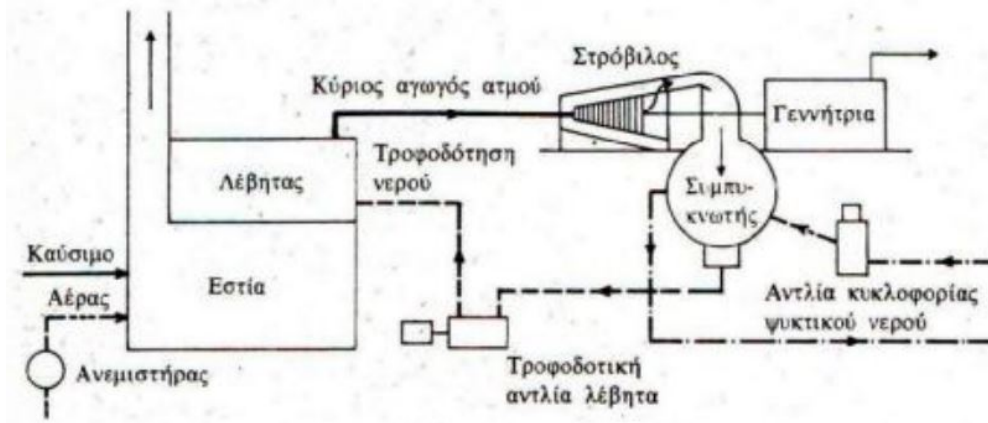 Στρόβιλος
Κύριος αγωγός ατμού
Γεννήτρια
Τροφοδότηση
νερού
Λέβητας
Συμπυ-
κνωτής
Καύσιμο
Εστία
Αέρας
Αντλία κυκλοφορίας
ψυκτικού νερού
Ανεμιστήρας
Τροφοδοτική
αντλία λέβητα